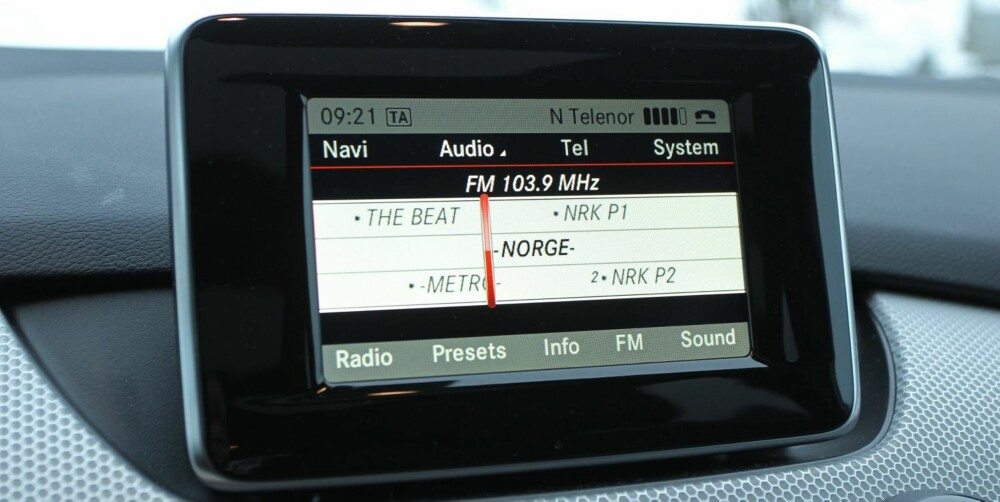 09:21 TA N Telenor
Navi Audio Tel System
FM 103.9 MHz
• THE BEAT • NRK P1
-NORGE-
• -METRO- 2• NRK P2
Radio Presets Info FM Sound